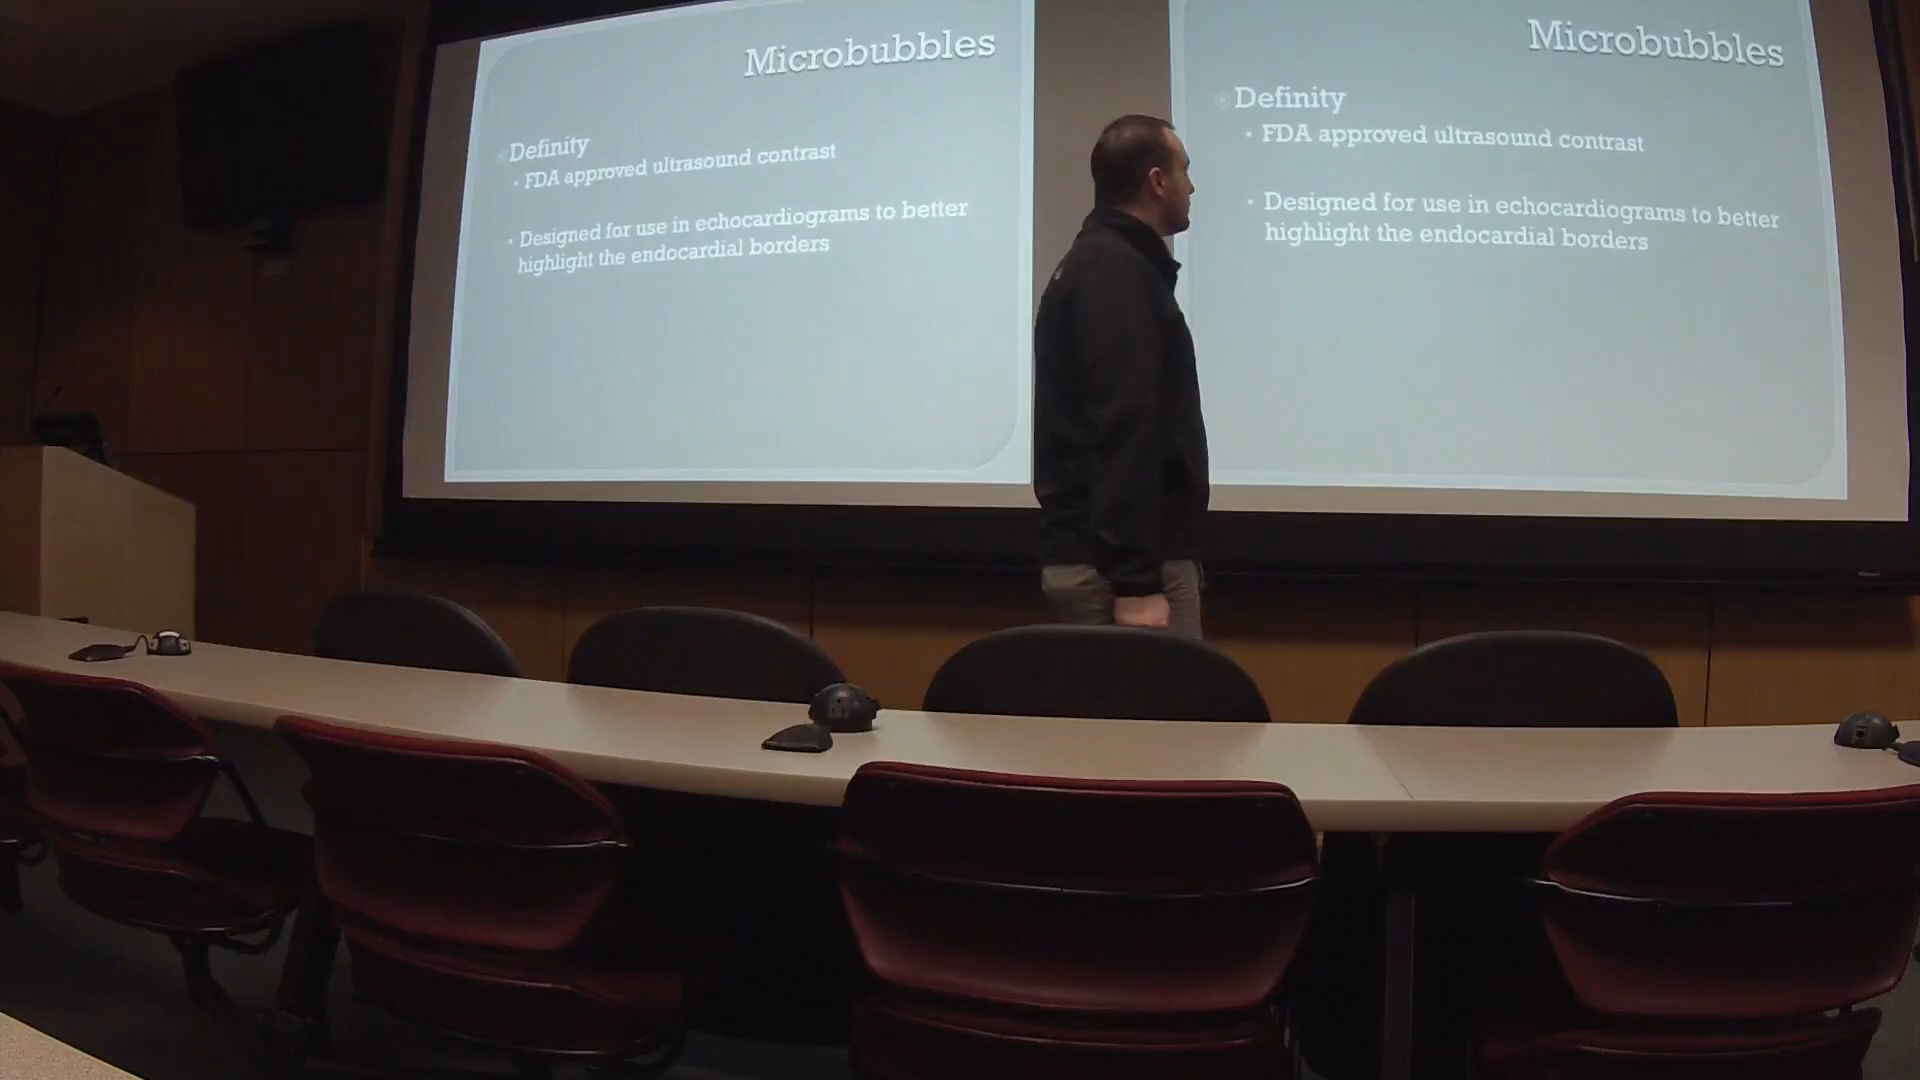 Microbubbles
Definity
FDA approved ultrasound contrast
Designed for use in echocardiograms to better
highlight the endocardial borders
Microbubbles
Definity
FDA approved ultrasound contrast
Designed for use in echocardiograms to better
highlight the endocardial borders